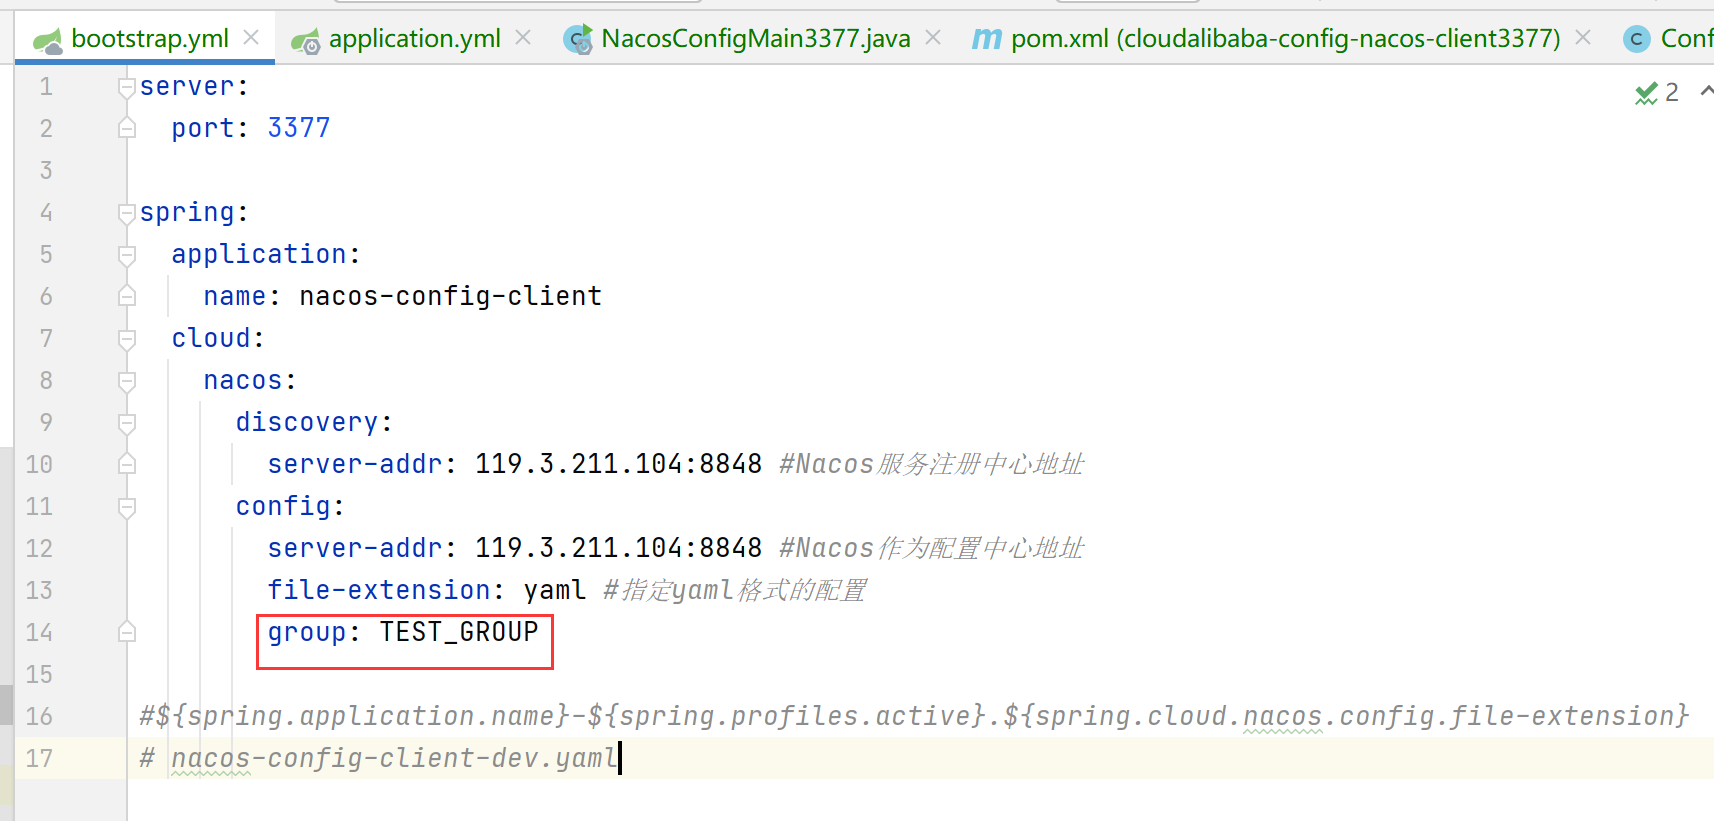 bootstrap.yml application.yml NacosConfigMain3377.java pom.xml (cloudalibaba-config-nacos-client3377) Conf
1 server:
2 port: 3377
3
4 spring:
5 application:
6 name: nacos-config-client
7 cloud:
8 nacos:
9 discovery:
10 server-addr: 119.3.211.104:8848 #Nacos服务注册中心地址
11 config:
12 server-addr: 119.3.211.104:8848 #Nacos作为配置中心地址
13 file-extension: yaml #指定yaml格式的配置
14 group: TEST_GROUP
15
16 #${spring.application.name}-${spring.profiles.active}.${spring.cloud.nacos.config.file-extension}
17 # nacos-config-client-dev.yaml
2